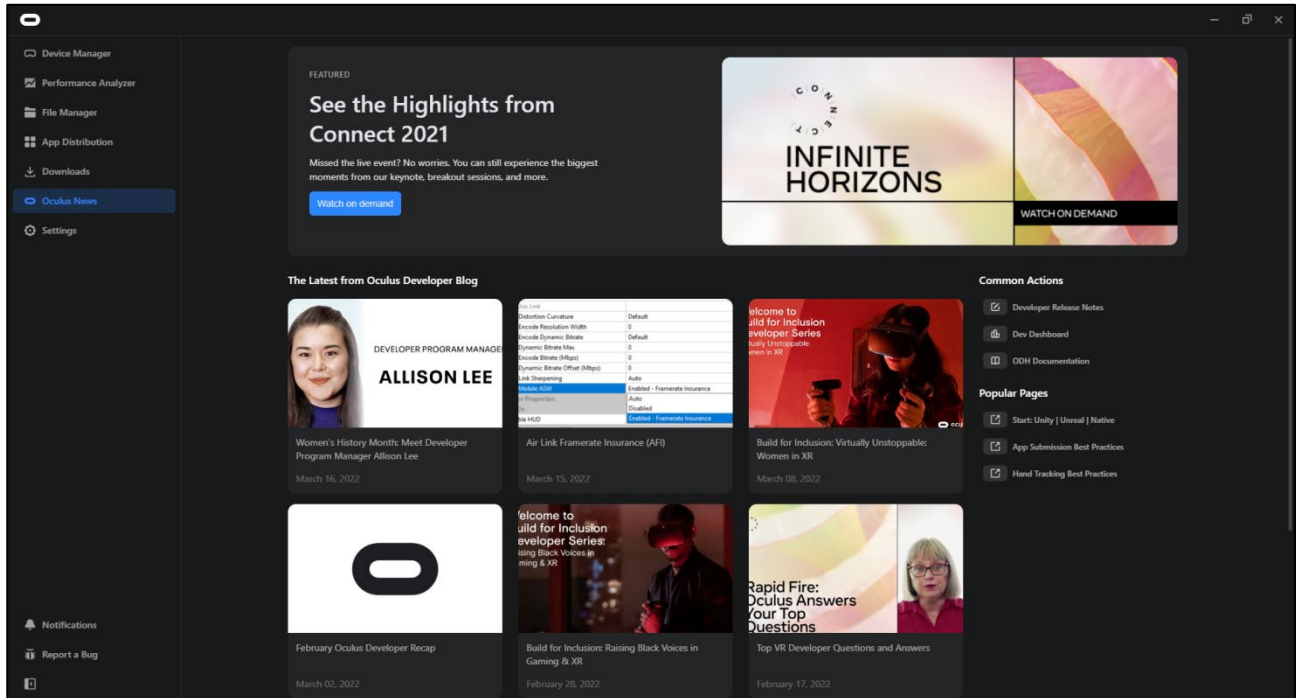 Device Manager
Performance Analyzer
File Manager
App Distribution
Downloads
Oculus News
Settings
Notifications
Report a Bug
FEATURED
See the Highlights from
Connect 2021
Missed the live event? No worries. You can still experience the biggest
moments from our keynote, breakout sessions, and more.
Watch on demand
CONNECT
INFINITE
HORIZONS
WATCH ON DEMAND
The Latest from Oculus Developer Blog
DEVELOPER PROGRAM MANAGE
ALLISON LEE
Women's History Month: Meet Developer
Program Manager Allison Lee
March 16, 2022
lus Link
Distortion Curvature Default
Encode Resolution Width 0
Encode Dynamic Bitrate Default
Dynamic Bitrate Max 0
Encode Bitrate (Mbps) 0
Dynamic Bitrate Offset (Mbps) 0
Link Sharpening Auto
Mobile ASW Enabled - Framerate Insurance
er Properties Auto
Disabled
ble HUD Enabled - Framerate Insurance
Air Link Framerate Insurance (AFI)
March 15, 2022
elcome to
uild for Inclusion
eveloper Series
tually Unstoppable:
men in XR
ocu
Build for Inclusion: Virtually Unstoppable:
Women in XR
March 08, 2022
February Oculus Developer Recap
March 02, 2022
elcome to
uild for Inclusion
eveloper Series:
ising Black Voices in
ming & XR
Build for Inclusion: Raising Black Voices in
Gaming & XR
February 28, 2022
Rapid Fire:
Oculus Answers
Your Top
Questions
Top VR Developer Questions and Answers
February 17, 2022
Common Actions
Developer Release Notes
Dev Dashboard
ODH Documentation
Popular Pages
Start: Unity | Unreal | Native
App Submission Best Practices
Hand Tracking Best Practices